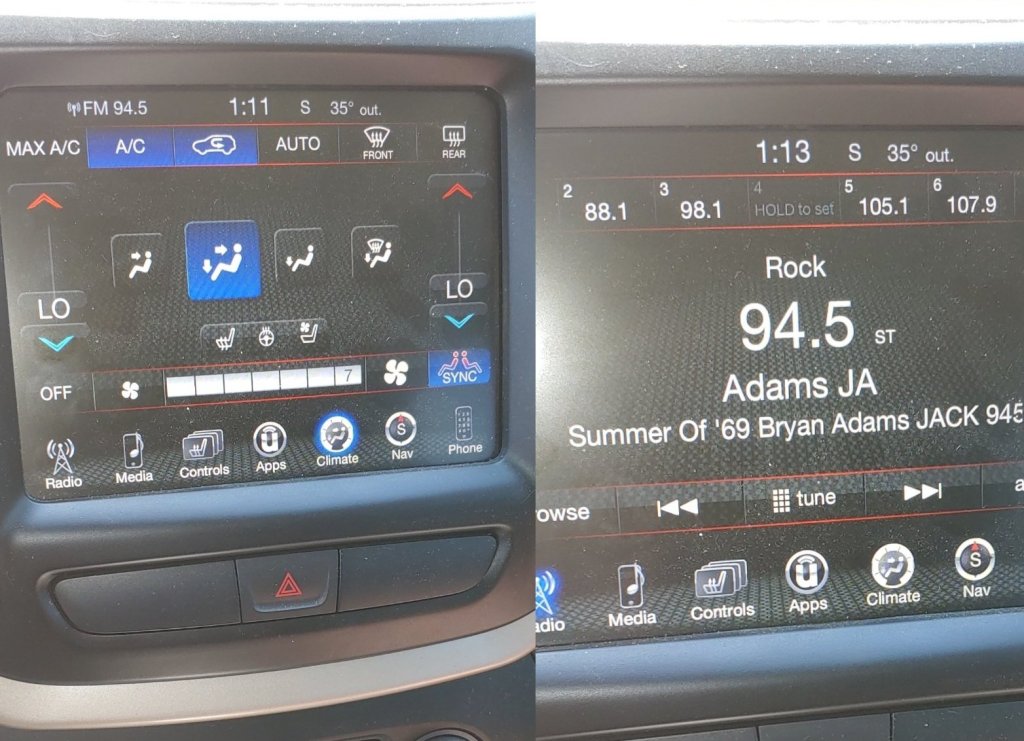 FM 94.5 1:11 S 35° out.
MAX A/C A/C AUTO FRONT REAR
LO LO
OFF 7 SYNC
Radio Media Controls Apps Climate Nav Phone
S
1:13 S 35° out.
2 88.1 3 98.1 4 HOLD to set 5 105.1 6 107.9
Rock
94.5 ST
Adams JA
Summer Of '69 Bryan Adams JACK 945
owse tune a
adio Media Controls Apps Climate Nav
S